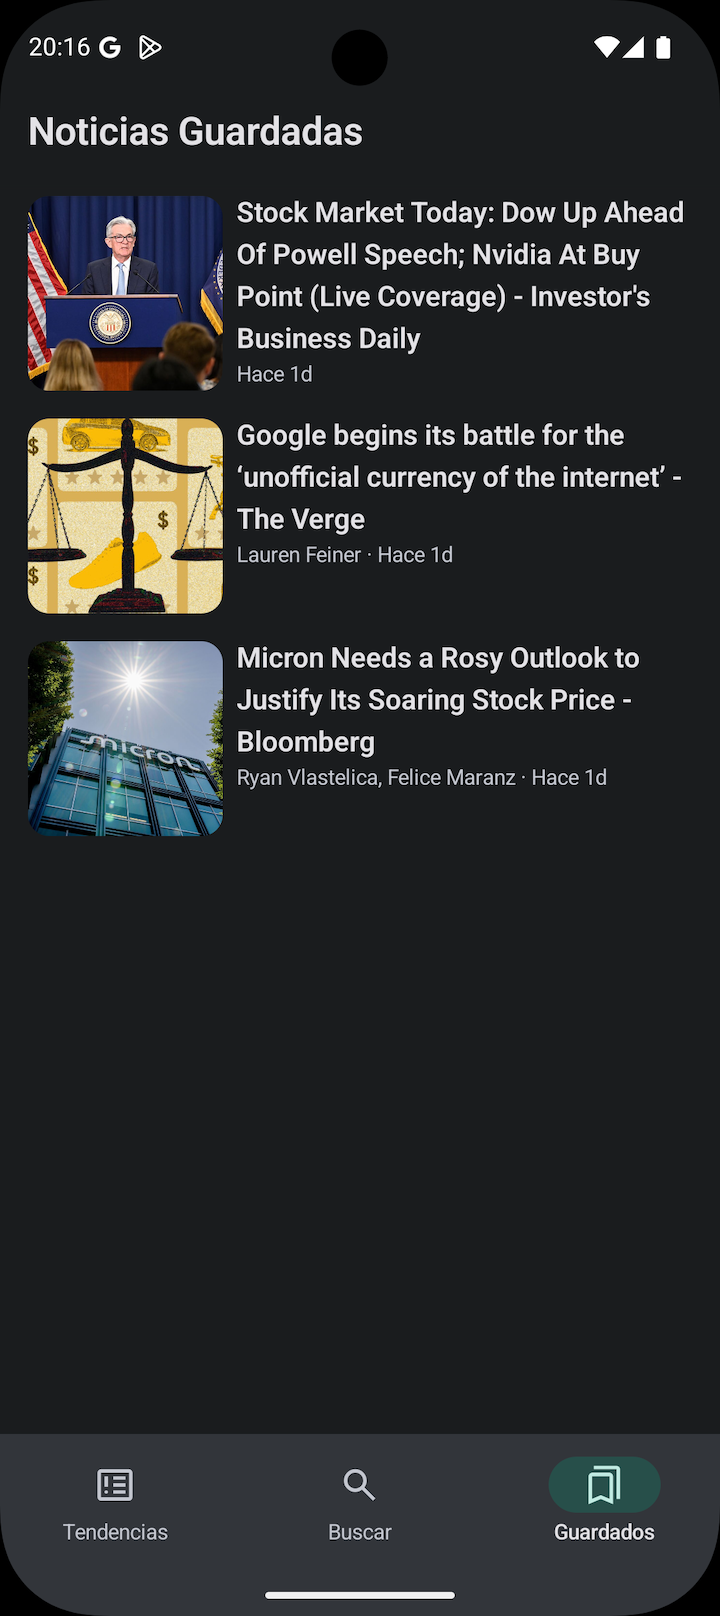 20:16
Noticias Guardadas
Stock Market Today: Dow Up Ahead
Of Powell Speech; Nvidia At Buy
Point (Live Coverage) - Investor's
Business Daily
Hace 1d
$
$
$
Google begins its battle for the
‘unofficial currency of the internet’ -
The Verge
Lauren Feiner · Hace 1d
micron
Micron Needs a Rosy Outlook to
Justify Its Soaring Stock Price -
Bloomberg
Ryan Vlastelica, Felice Maranz · Hace 1d
Tendencias
Buscar
Guardados